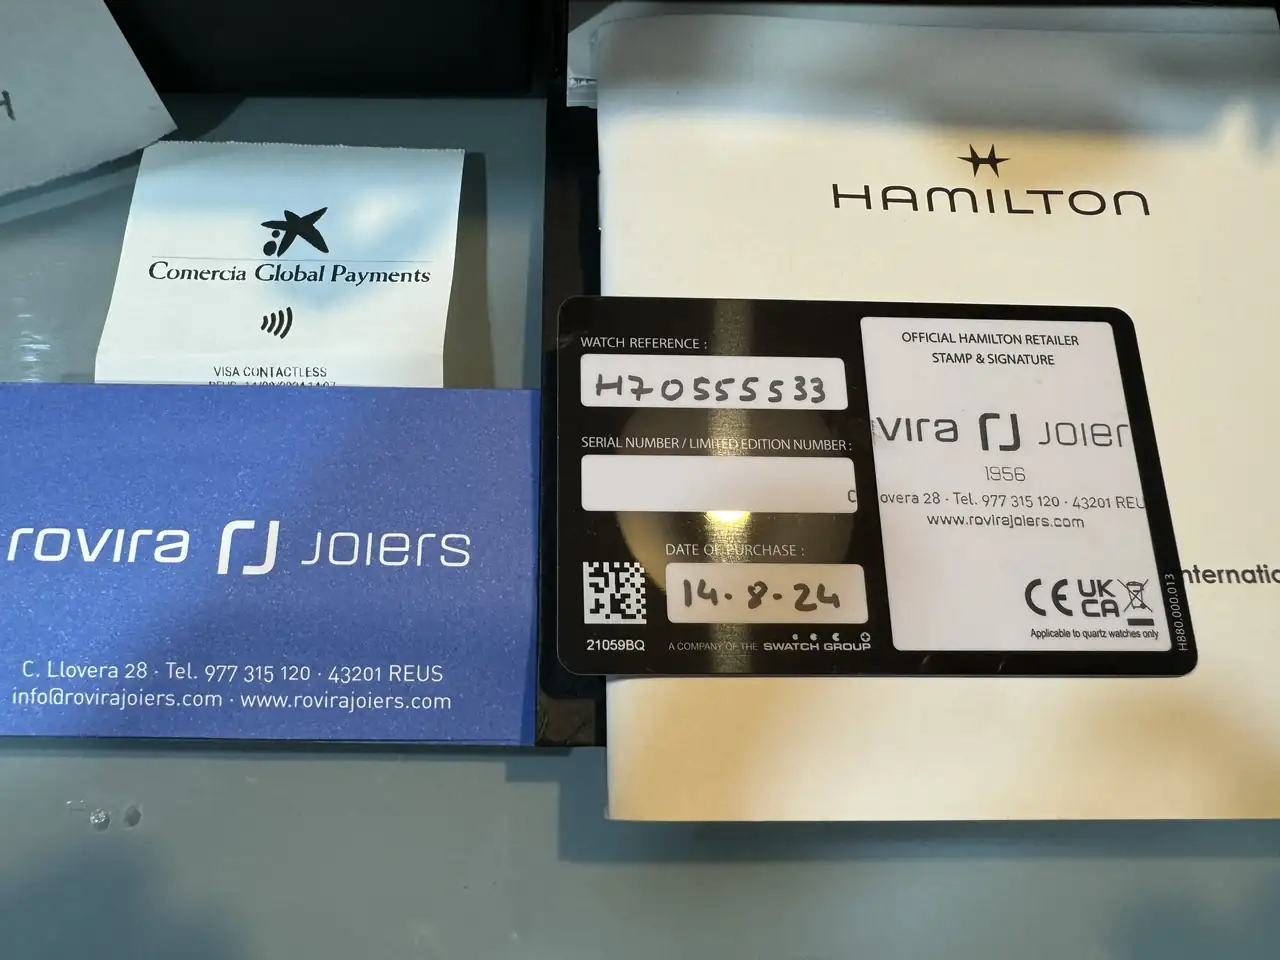 H
Comercia Global Payments
VISA CONTACTLESS
rovira rJ joiers
C. Llovera 28 · Tel. 977 315 120 · 43201 REUS
info@rovirajoiers.com · www.rovirajoiers.com
HAMILTON
WATCH REFERENCE :
H70555533
SERIAL NUMBER / LIMITED EDITION NUMBER :
DATE OF PURCHASE :
14.8.24
21059BQ
A COMPANY OF THE SWATCH GROUP
OFFICIAL HAMILTON RETAILER
STAMP & SIGNATURE
vira rJ joier
1956
C overa 28 · Tel. 977 315 120 · 43201 REU
www.rovirajoiers.com
CE UK CA
Applicable to quartz watches only
H880.000.013
nternatio